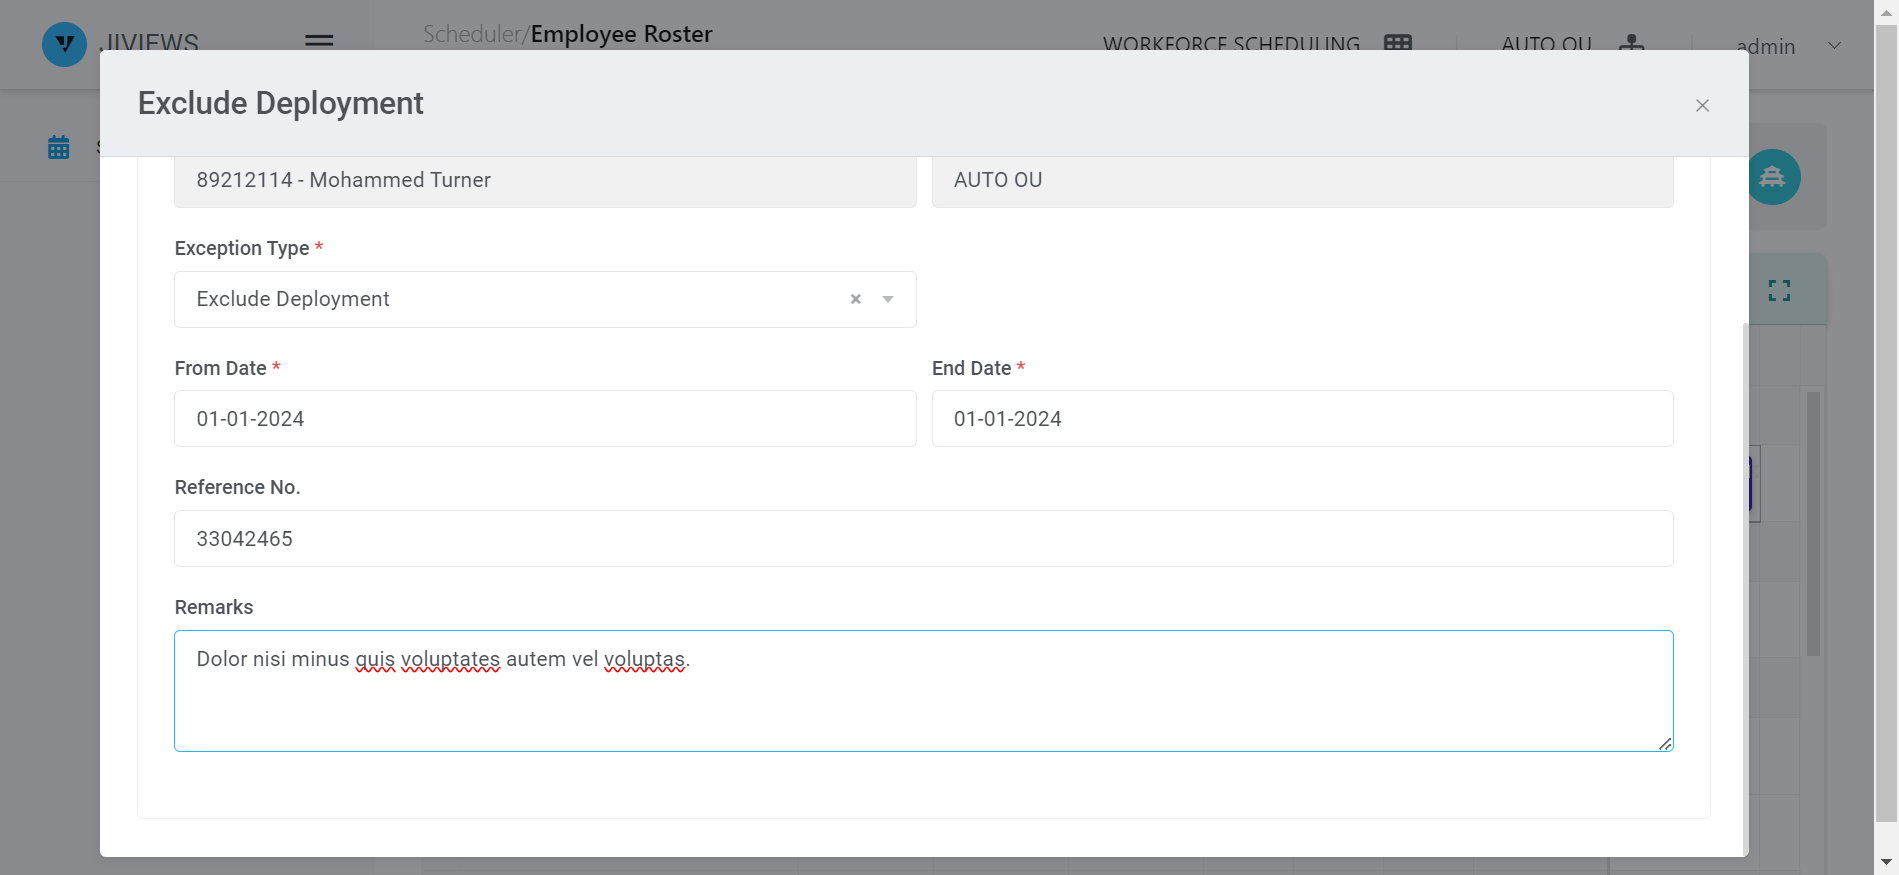 JIVIEWS
Scheduler/Employee Roster
WORKFORCE SCHEDULING
AUTO OU
admin
Exclude Deployment
89212114 - Mohammed Turner
AUTO OU
Exception Type *
Exclude Deployment
From Date *
End Date *
01-01-2024
01-01-2024
Reference No.
33042465
Remarks
Dolor nisi minus quis voluptates autem vel voluptas.